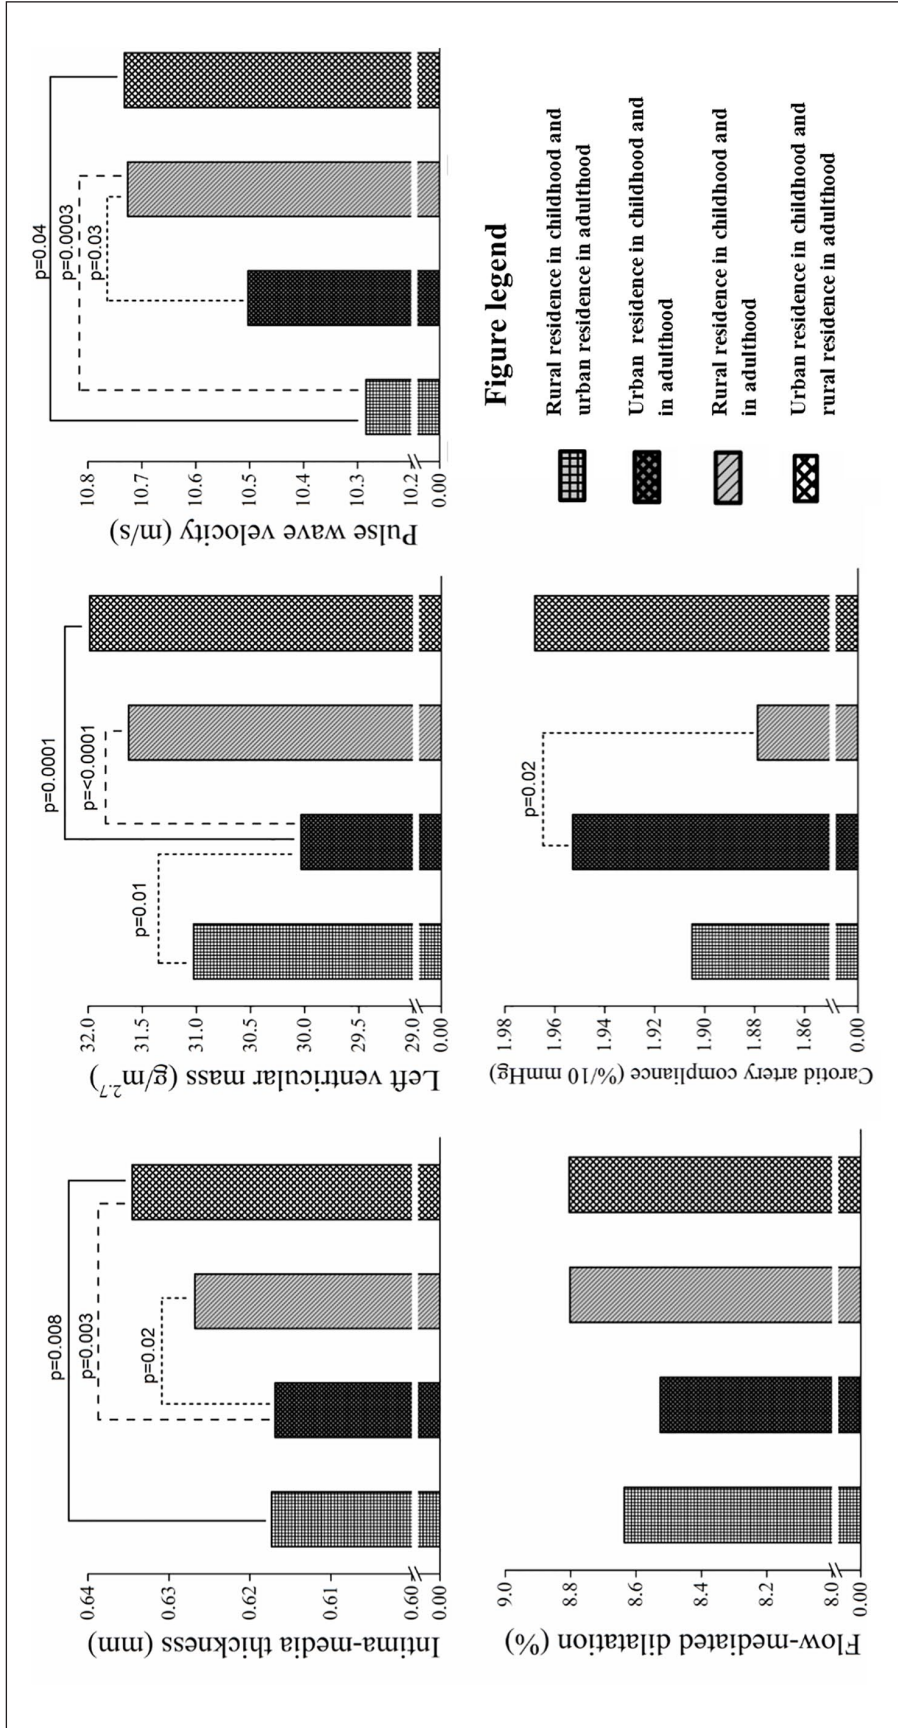 p=0.008
p=0.003
p=0.02
0.64
0.63
0.62
0.61
0.60
0.00
Intima-media thickness (mm)
p=0.0001
p=<0.0001
p=0.01
32.0
31.5
31.0
30.5
30.0
29.5
29.0
0.00
Left ventricular mass (g/m2.7)
p=0.04
p=0.0003
p=0.03
10.8
10.7
10.6
10.5
10.4
10.3
10.2
0.00
Pulse wave velocity (m/s)
9.0
8.8
8.6
8.4
8.2
8.0
0.00
Flow-mediated dilatation (%)
p=0.02
1.98
1.96
1.94
1.92
1.90
1.88
1.86
0.00
Carotid artery compliance (%/10 mmHg)
Figure legend
Rural residence in childhood and
urban residence in adulthood
Urban residence in childhood and
in adulthood
Rural residence in childhood and
in adulthood
Urban residence in childhood and
rural residence in adulthood